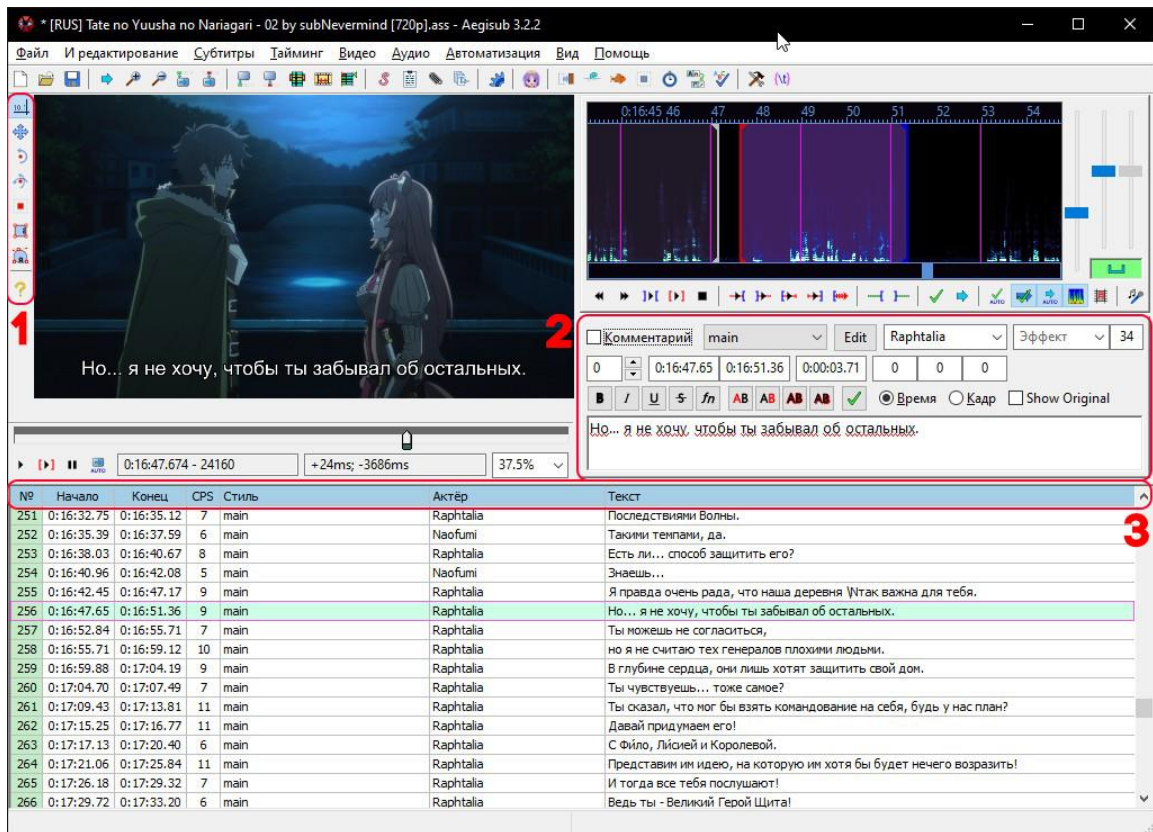 * [RUS] Tate no Yuusha no Nariagari - 02 by subNevermind [720p].ass - Aegisub 3.2.2
Файл И редактирование Субтитры Тайминг Видео Аудио Автоматизация Вид Помощь
0:16:45 46 47 48 49 50 51 52 53 54
1
Но... я не хочу, чтобы ты забывал об остальных.
2
Комментарий main Edit Raphtalia Эффект 34
0 0:16:47.65 0:16:51.36 0:00:03.71 0 0 0
B I U S fn AB AB AB AB Время Кадр Show Original
Но... я не хочу, чтобы ты забывал об остальных.
AUTO 0:16:47.674 - 24160 +24ms; -3686ms 37.5%
№ Начало Конец CPS Стиль Актёр Текст
3
251 0:16:32.75 0:16:35.12 7 main Raphtalia Последствиями Волны.
252 0:16:35.39 0:16:37.59 6 main Naofumi Такими темпами, да.
253 0:16:38.03 0:16:40.67 8 main Raphtalia Есть ли... способ защитить его?
254 0:16:40.96 0:16:42.08 5 main Naofumi Знаешь...
255 0:16:42.45 0:16:47.17 9 main Raphtalia Я правда очень рада, что наша деревня \Nтак важна для тебя.
256 0:16:47.65 0:16:51.36 9 main Raphtalia Но... я не хочу, чтобы ты забывал об остальных.
257 0:16:52.84 0:16:55.71 7 main Raphtalia Ты можешь не согласиться,
258 0:16:55.71 0:16:59.12 10 main Raphtalia но я не считаю тех генералов плохими людьми.
259 0:16:59.88 0:17:04.19 9 main Raphtalia В глубине сердца, они лишь хотят защитить свой дом.
260 0:17:04.70 0:17:07.49 7 main Raphtalia Ты чувствуешь... тоже самое?
261 0:17:09.43 0:17:13.81 11 main Raphtalia Ты сказал, что мог бы взять командование на себя, будь у нас план?
262 0:17:15.25 0:17:16.77 11 main Raphtalia Давай придумаем его!
263 0:17:17.13 0:17:20.40 6 main Raphtalia С Фи́ло, Ли́сией и Королевой.
264 0:17:21.06 0:17:25.84 11 main Raphtalia Представим им идею, на которую им хотя бы будет нечего возразить!
265 0:17:26.18 0:17:29.32 7 main Raphtalia И тогда все тебя послушают!
266 0:17:29.72 0:17:33.20 6 main Raphtalia Ведь ты - Великий Герой Щита!